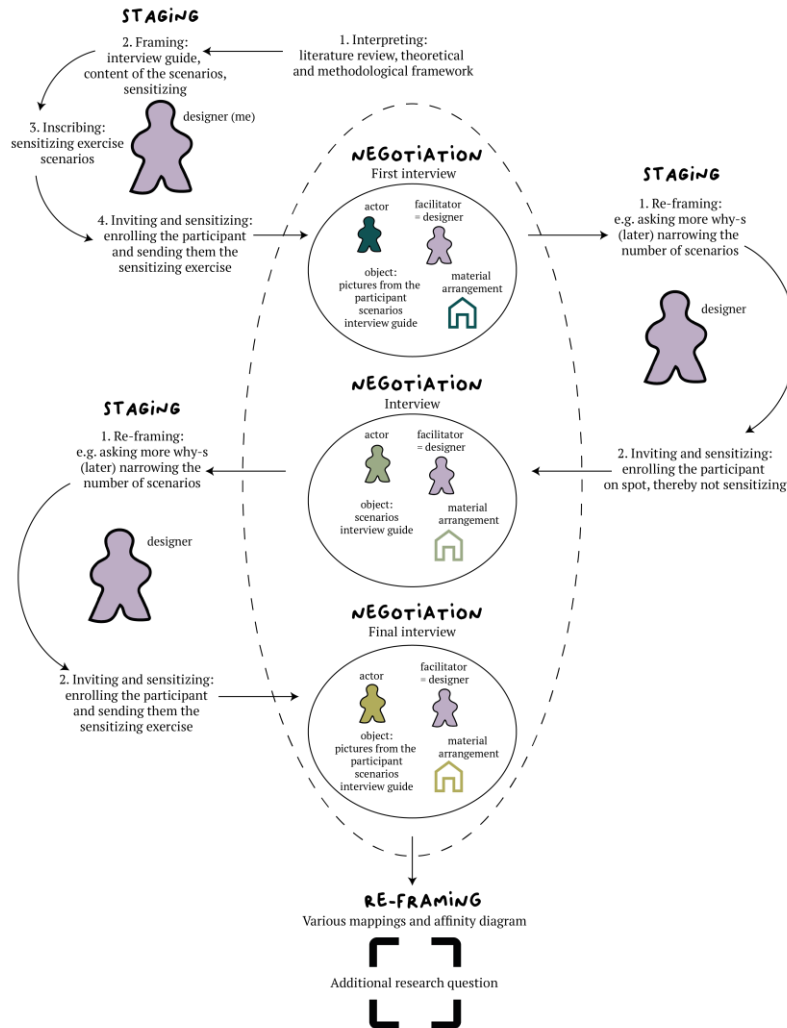 STAGING
2. Framing:
interview guide,
content of the scenarios,
sensitizing
1. Interpreting:
literature review, theoretical
and methodological framework
designer (me)
3. Inscribing:
sensitizing exercise
scenarios
4. Inviting and sensitizing:
enrolling the participant
and sending them the
sensitizing exercise
NEGOTIATION
First interview
actor
facilitator
= designer
object:
pictures from the
participant
scenarios
interview guide
material
arrangement
STAGING
1. Re-framing:
e.g. asking more why-s
(later) narrowing the
number of scenarios
designer
2. Inviting and sensitizing:
enrolling the participant
on spot, thereby not sensitizing
NEGOTIATION
Interview
actor
facilitator
= designer
object:
scenarios
interview guide
material
arrangement
STAGING
1. Re-framing:
e.g. asking more why-s
(later) narrowing the
number of scenarios
designer
2. Inviting and sensitizing:
enrolling the participant
and sending them the
sensitizing exercise
NEGOTIATION
Final interview
actor
facilitator
= designer
object:
pictures from the
participant
scenarios
interview guide
material
arrangement
RE-FRAMING
Various mappings and affinity diagram
Additional research question